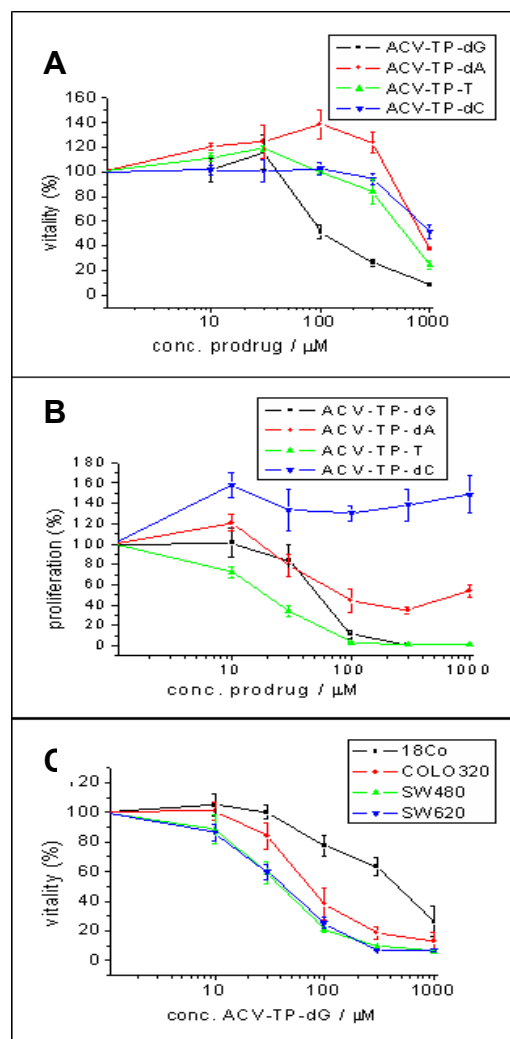 A
ACV-TP-dG
ACV-TP-dA
ACV-TP-T
ACV-TP-dC
160
140
120
100
80
60
40
20
0
vitality (%)
10
100
1000
conc. prodrug / µM
B
ACV-TP-dG
ACV-TP-dA
ACV-TP-T
ACV-TP-dC
180
160
140
120
100
80
60
40
20
0
proliferation (%)
10
100
1000
conc. prodrug / µM
C
18Co
COLO320
SW480
SW620
120
100
80
60
40
20
0
vitality (%)
10
100
1000
conc. ACV-TP-dG / µM